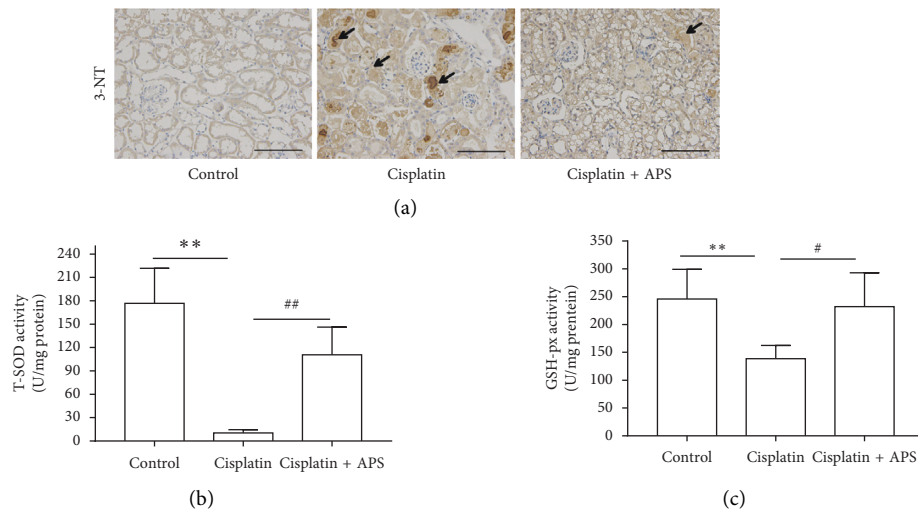 3-NT
Control
Cisplatin
Cisplatin + APS
(a)
T-SOD activity
(U/mg protein)
240
210
180
150
120
90
60
30
0
**
##
Control
Cisplatin
Cisplatin + APS
(b)
GSH-px activity
(U/mg prentein)
350
300
250
200
150
100
50
0
**
#
Control
Cisplatin
Cisplatin + APS
(c)